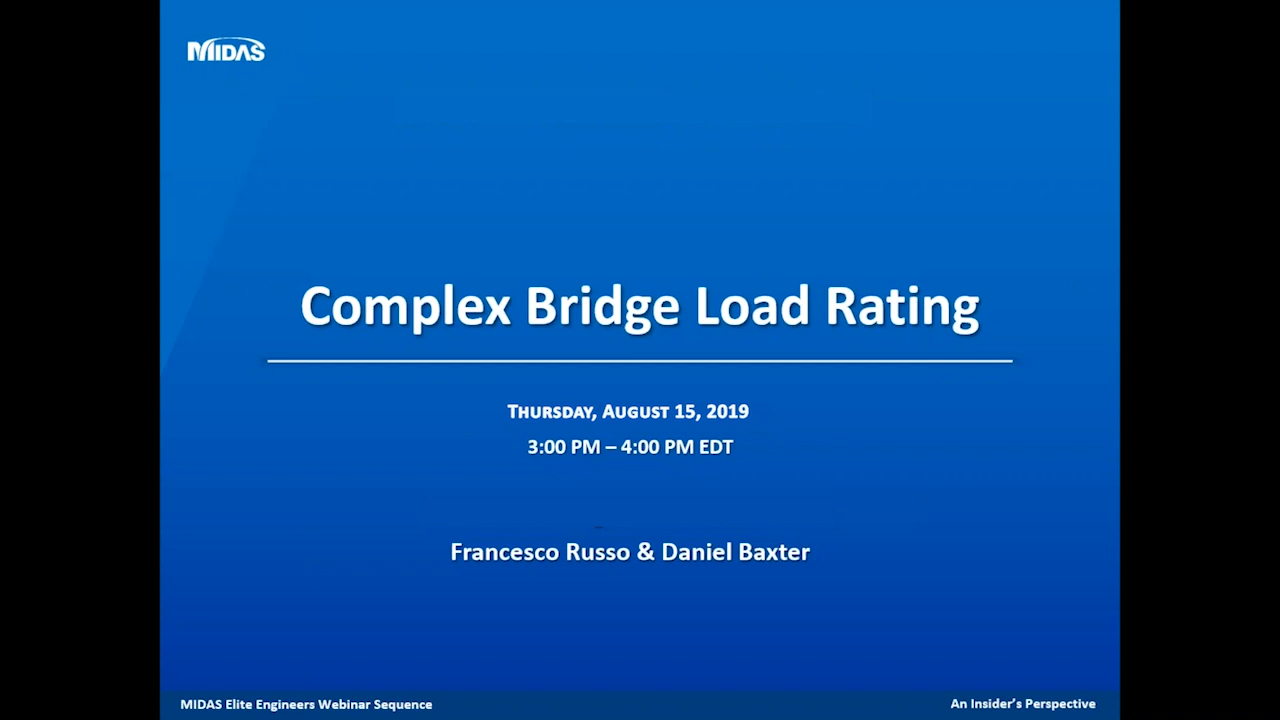 MIDAS
Complex Bridge Load Rating
Thursday, August 15, 2019
3:00 PM – 4:00 PM EDT
Francesco Russo & Daniel Baxter
MIDAS Elite Engineers Webinar Sequence
An Insider's Perspective